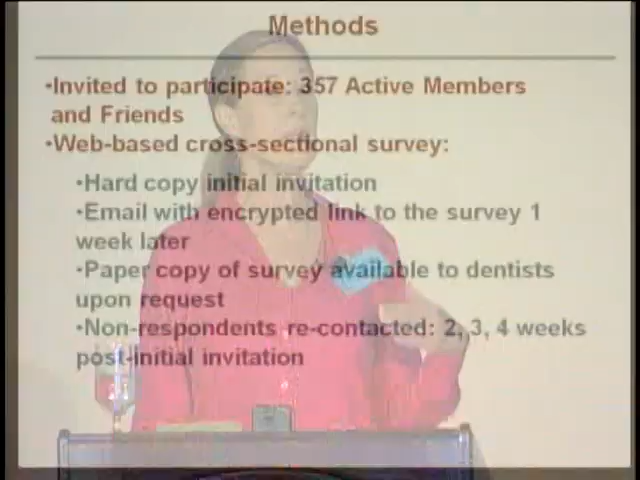 Methods
•Invited to participate: 357 Active Members
and Friends
•Web-based cross-sectional survey:
•Hard copy initial invitation
•Email with encrypted link to the survey 1
week later
•Paper copy of survey available to dentists
upon request
•Non-respondents re-contacted: 2, 3, 4 weeks
post-initial invitation